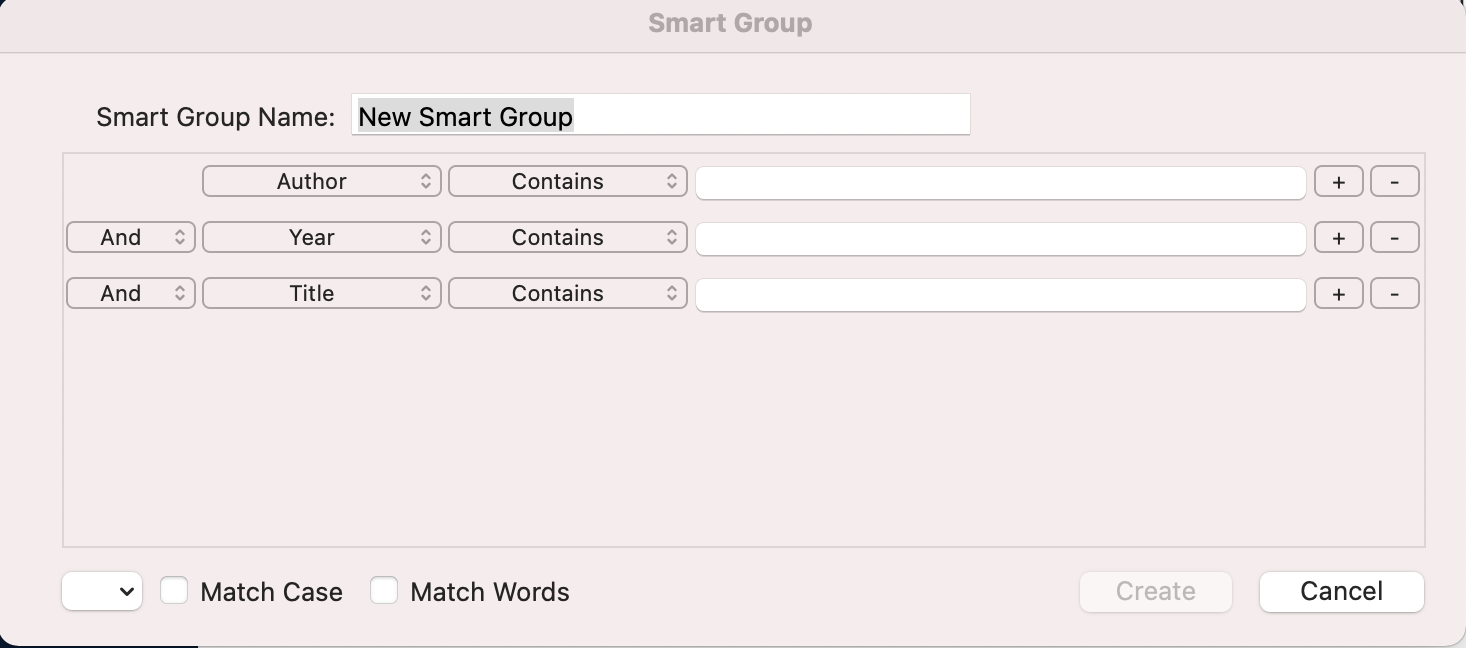 Smart Group
Smart Group Name: New Smart Group
Author Contains + -
And Year Contains + -
And Title Contains + -
Match Case Match Words Create Cancel